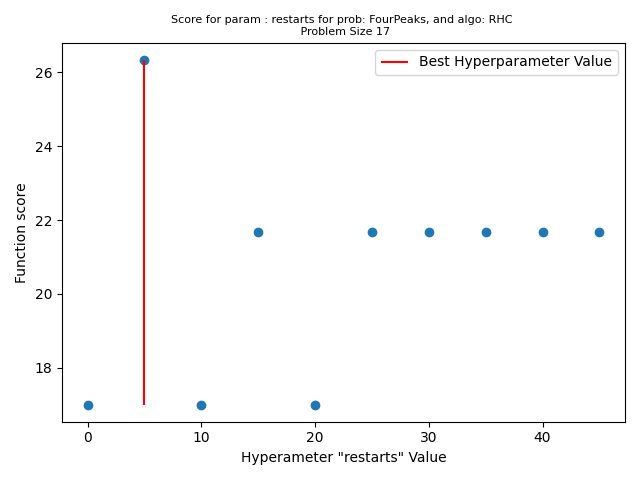 Score for param : restarts for prob: FourPeaks, and algo: RHC
Problem Size 17
Best Hyperparameter Value
Function score
26
24
22
20
18
0 10 20 30 40
Hyperameter "restarts" Value